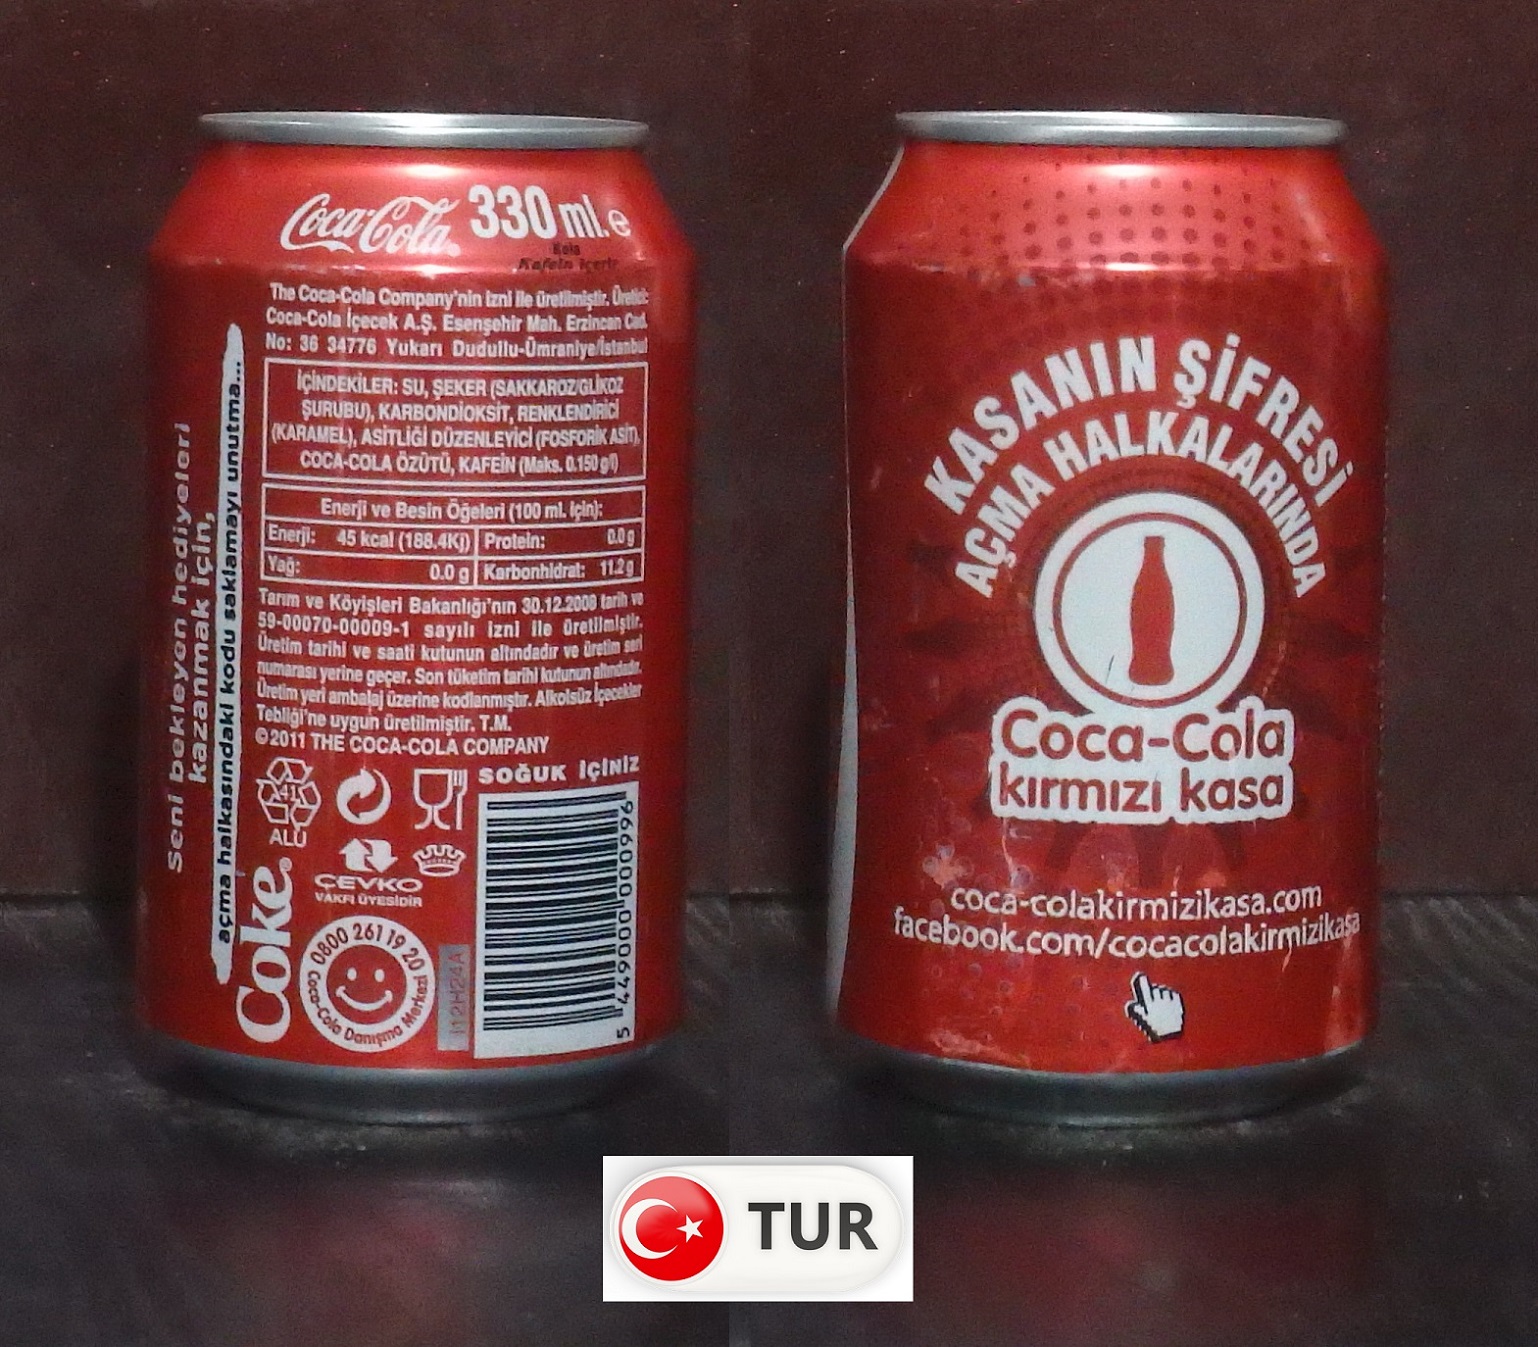 Coca-Cola 330 ml. e
Kola
Kafein İçerir
The Coca-Cola Company'nin izni ile üretilmiştir. Üretici:
Coca-Cola İçecek A.Ş. Esenşehir Mah. Erzincan Cad.
No: 36 34776 Yukarı Dudullu-Ümraniye/İstanbul
İÇİNDEKİLER: SU, ŞEKER (SAKKAROZ/GLİKOZ
ŞURUBU), KARBONDİOKSİT, RENKLENDİRİCİ
(KARAMEL), ASİTLİĞİ DÜZENLEYİCİ (FOSFORİK ASİT),
COCA-COLA ÖZÜTÜ, KAFEİN (Maks. 0.150 g/l)
Enerji ve Besin Öğeleri (100 ml. için):
Enerji: 45 kcal (188.4Kj) Protein: 0.0 g
Yağ: 0.0 g Karbonhidrat: 11.2 g
Tarım ve Köyişleri Bakanlığı'nın 30.12.2008 tarih ve
59-00070-00009-1 sayılı izni ile üretilmiştir.
Üretim tarihi ve saati kutunun altındadır ve üretim seri
numarası yerine geçer. Son tüketim tarihi kutunun altındadır.
Üretim yeri ambalaj üzerine kodlanmıştır. Alkolsüz İçecekler
Tebliği'ne uygun üretilmiştir. T.M.
©2011 THE COCA-COLA COMPANY
SOĞUK İÇİNİZ
41
ALU
ÇEVKO
VAKFI ÜYESİDİR
0800 261 19 20
Coca-Cola Danışma Merkezi
I12H24A
5 449000 000996
Coke®
Seni bekleyen hediyeleri
kazanmak için,
açma halkasındaki kodu saklamayı unutma...
KASANIN ŞİFRESİ
AÇMA HALKALARINDA
Coca-Cola
kırmızı kasa
coca-colakirmizikasa.com
facebook.com/cocacolakirmizikasa
TUR